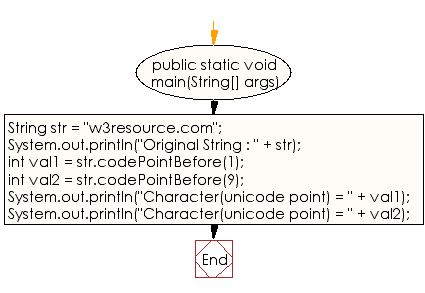 public static void
main(String[] args)
String str = "w3resource.com";
System.out.println("Original String : " + str);
int val1 = str.codePointBefore(1);
int val2 = str.codePointBefore(9);
System.out.println("Character(unicode point) = " + val1);
System.out.println("Character(unicode point) = " + val2);
End